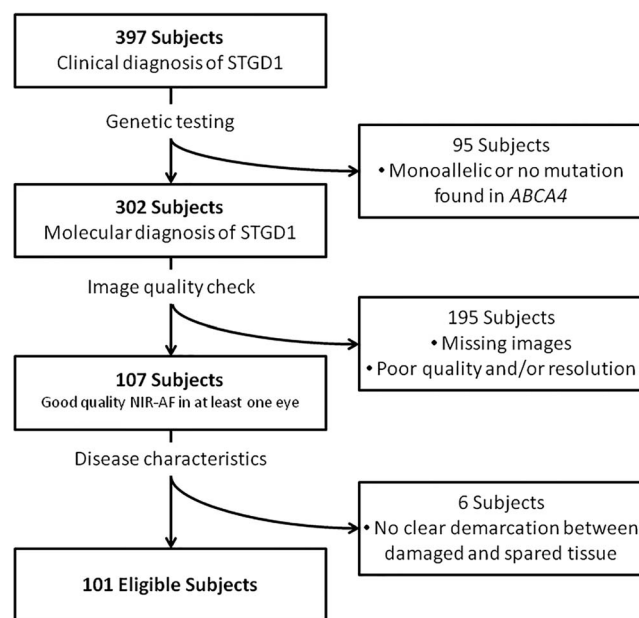 397 Subjects
Clinical diagnosis of STGD1
Genetic testing
95 Subjects
• Monoallelic or no mutation
found in ABCA4
302 Subjects
Molecular diagnosis of STGD1
Image quality check
195 Subjects
• Missing images
• Poor quality and/or resolution
107 Subjects
Good quality NIR-AF in at least one eye
Disease characteristics
6 Subjects
• No clear demarcation between
damaged and spared tissue
101 Eligible Subjects